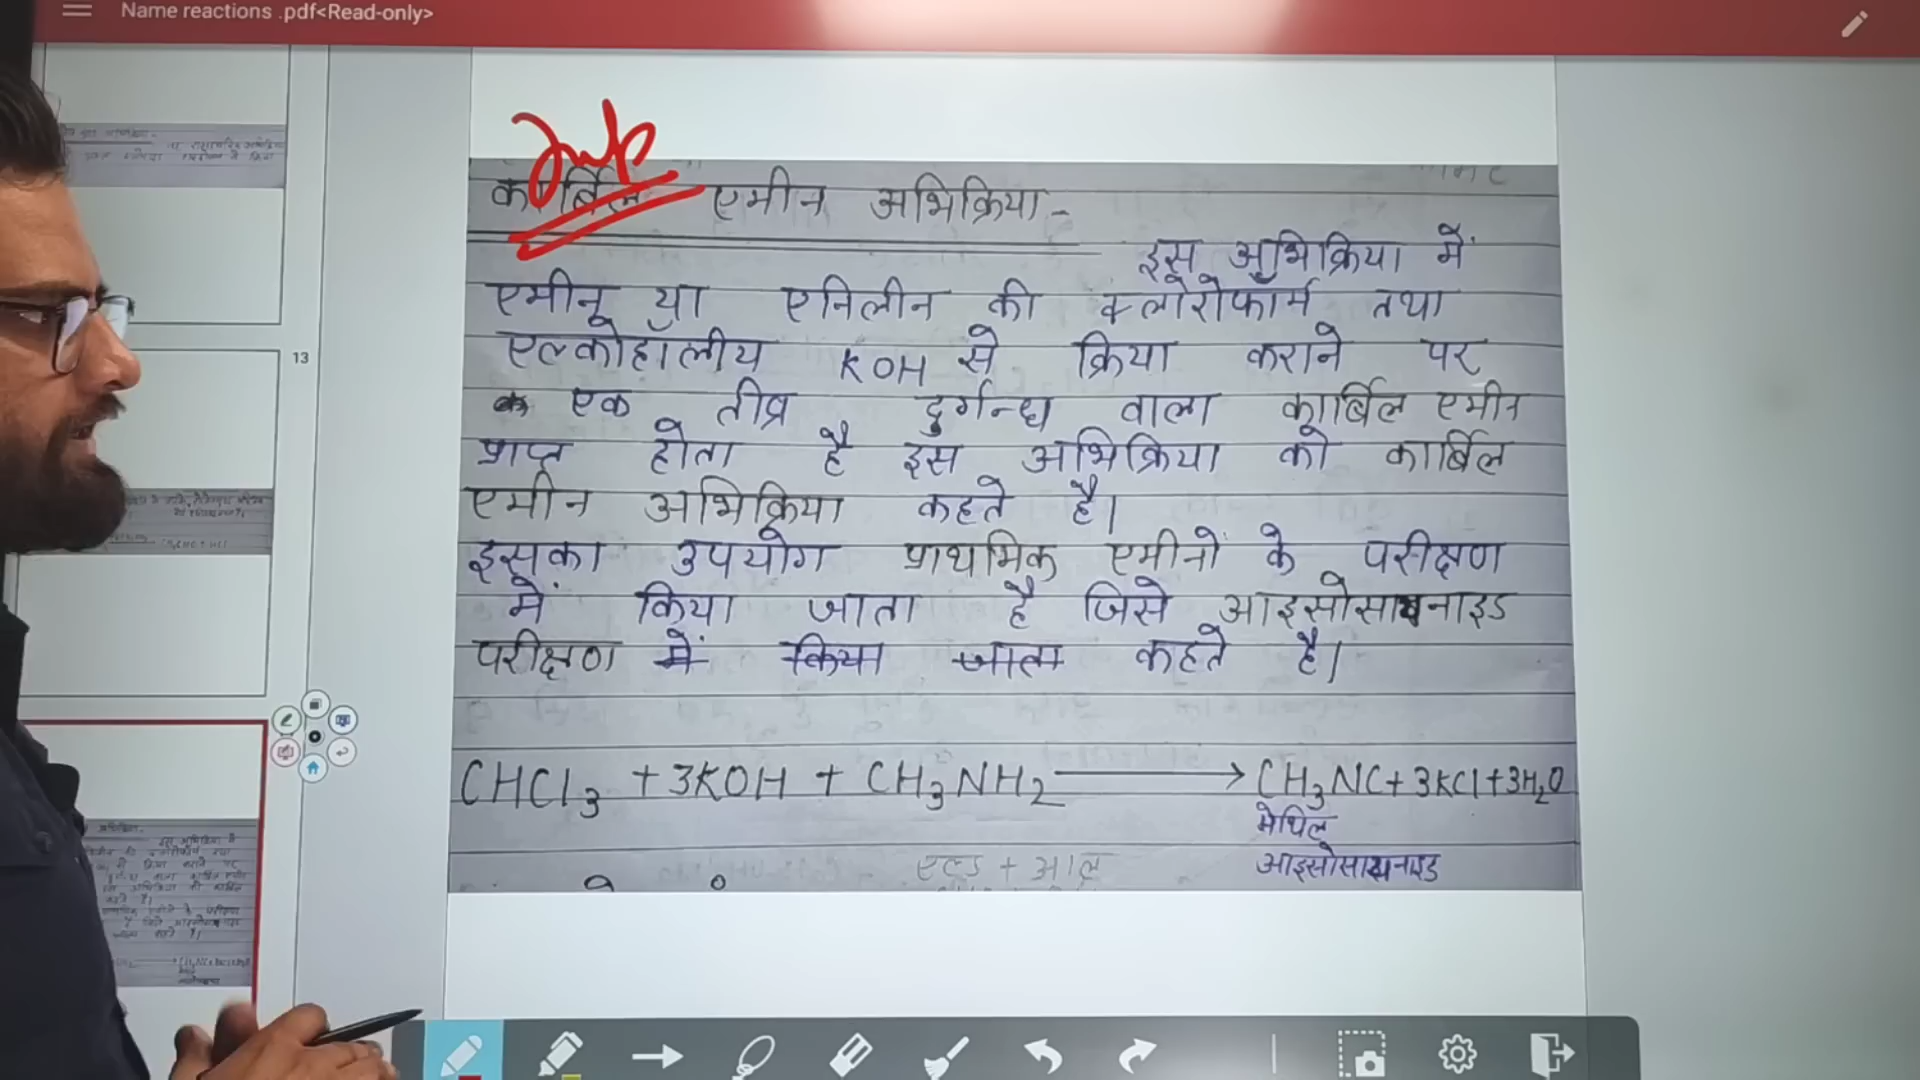 Name reactions .pdf<Read-only>
Imp
कार्बिल एमीन अभिक्रिया -
इस अभिक्रिया में
एमीन या एनिलीन की क्लोरोफॉर्म तथा
एल्कोहॉलीय KOH से क्रिया कराने पर
एक तीव्र दुर्गन्ध वाला कार्बिल एमीन
प्राप्त होता है इस अभिक्रिया को कार्बिल
एमीन अभिक्रिया कहते है।
इसका उपयोग प्राथमिक एमीनों के परीक्षण
में किया जाता है जिसे आइसोसायनाइड
परीक्षण में किया जाता कहते है।
CHCl3 + 3KOH + CH3NH2 ⟶ CH3NC + 3KCl + 3H2O
मेथिल
आइसोसायनाइड
13